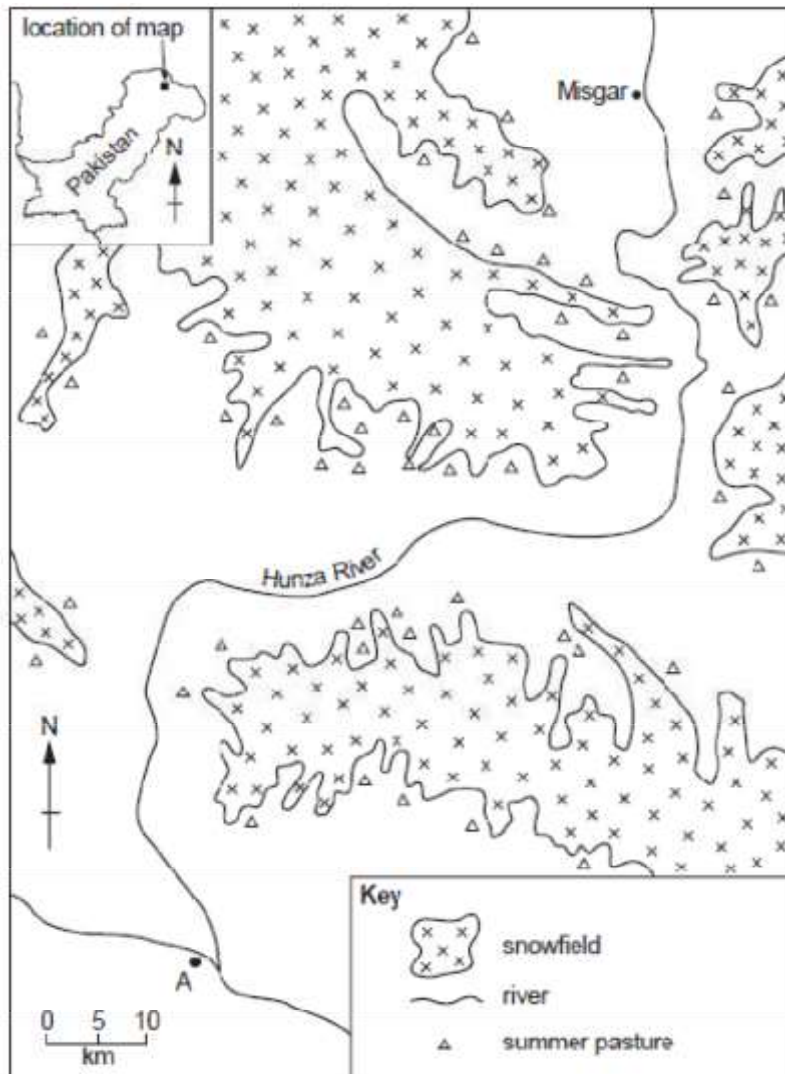 location of map
Pakistan
N
Misgar
Hunza River
N
A
0 5 10
km
Key
snowfield
river
summer pasture